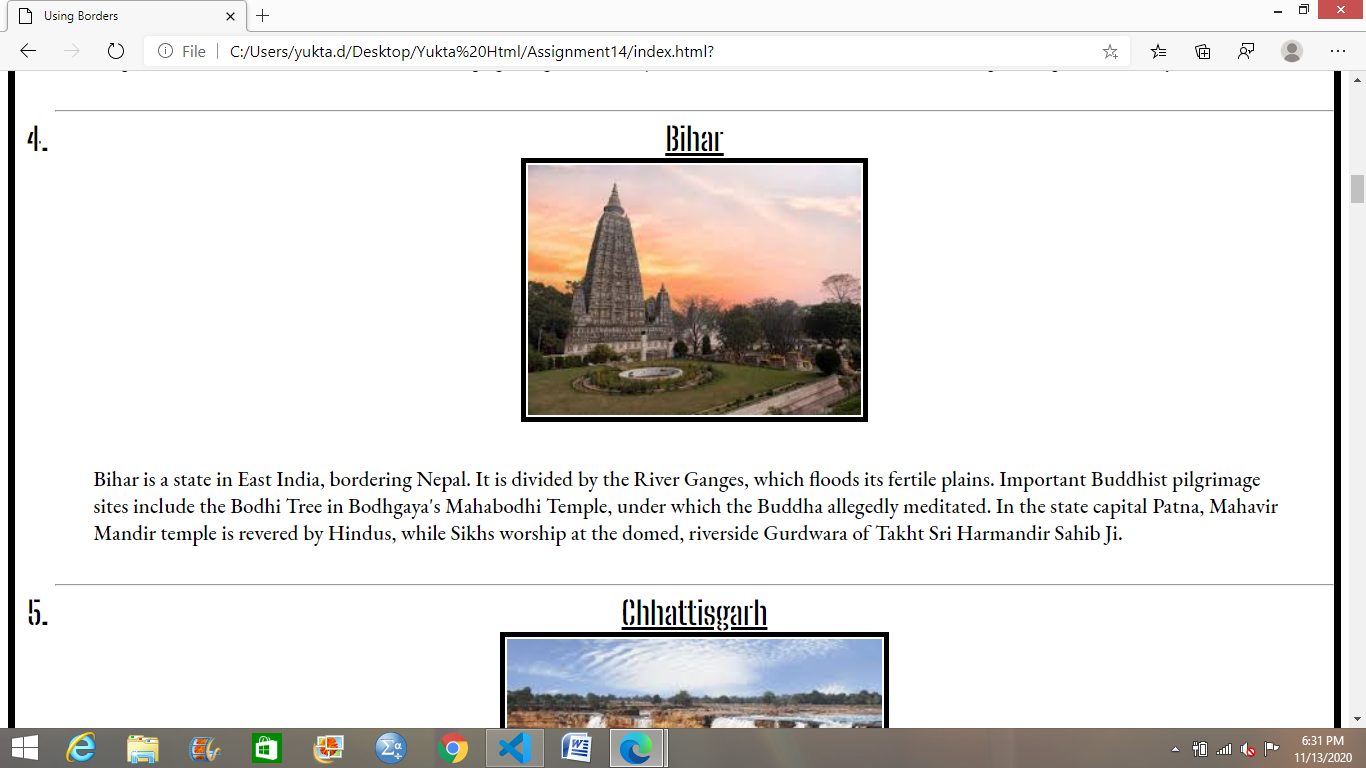 Using Borders
File
C:/Users/yukta.d/Desktop/Yukta%20Html/Assignment14/index.html?
4.
Bihar
Bihar is a state in East India, bordering Nepal. It is divided by the River Ganges, which floods its fertile plains. Important Buddhist pilgrimage
sites include the Bodhi Tree in Bodhgaya's Mahabodhi Temple, under which the Buddha allegedly meditated. In the state capital Patna, Mahavir
Mandir temple is revered by Hindus, while Sikhs worship at the domed, riverside Gurdwara of Takht Sri Harmandir Sahib Ji.
5.
Chhattisgarh
6:31 PM
11/13/2020